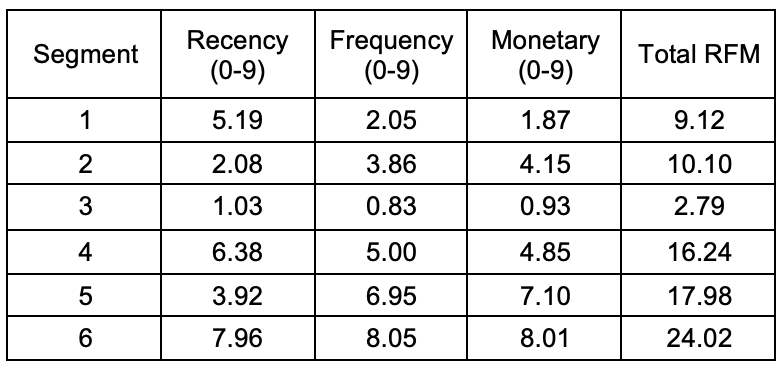 Segment Recency (0-9) Frequency (0-9) Monetary (0-9) Total RFM
1 5.19 2.05 1.87 9.12
2 2.08 3.86 4.15 10.10
3 1.03 0.83 0.93 2.79
4 6.38 5.00 4.85 16.24
5 3.92 6.95 7.10 17.98
6 7.96 8.05 8.01 24.02